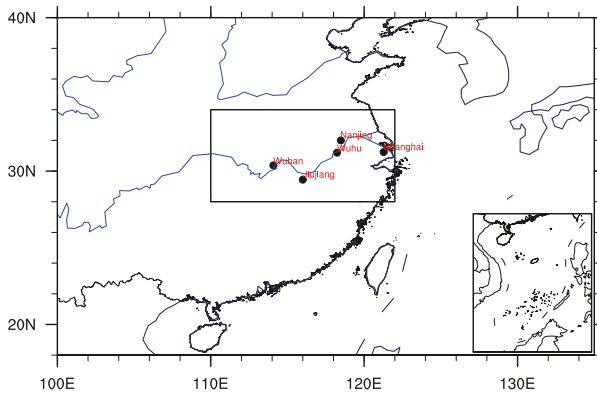 40N
Nanjing
Wuhu
Shanghai
Wuhan
Jiujiang
30N
20N
100E
110E
120E
130E